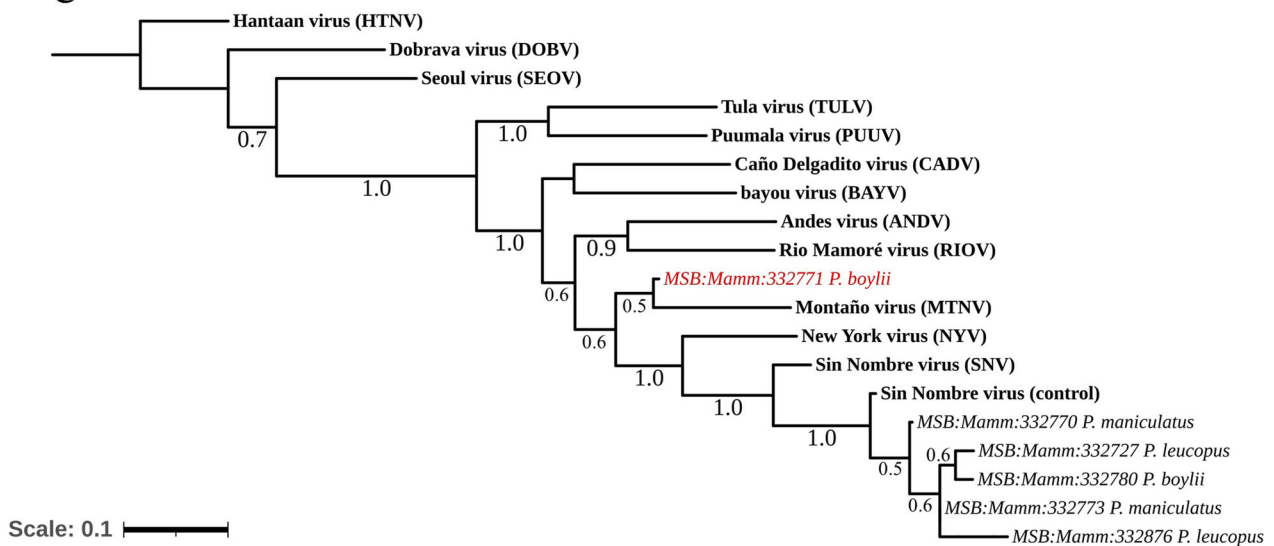 Hantaan virus (HTNV)
Dobrava virus (DOBV)
Seoul virus (SEOV)
Tula virus (TULV)
1.0
Puumala virus (PUUV)
0.7
Caño Delgadito virus (CADV)
1.0
bayou virus (BAYV)
Andes virus (ANDV)
1.0
0.9
Rio Mamoré virus (RIOV)
MSB:Mamm:332771 P. boylii
0.6
0.5
Montaño virus (MTNV)
New York virus (NYV)
0.6
Sin Nombre virus (SNV)
1.0
Sin Nombre virus (control)
1.0
MSB:Mamm:332770 P. maniculatus
1.0
0.6
MSB:Mamm:332727 P. leucopus
0.5
MSB:Mamm:332780 P. boylii
0.6
MSB:Mamm:332773 P. maniculatus
Scale: 0.1
MSB:Mamm:332876 P. leucopus